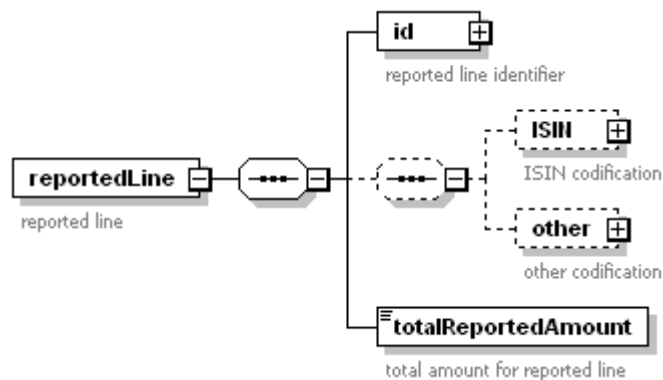 id
reported line identifier
ISIN
ISIN codification
reportedLine
reported line
other
other codification
totalReportedAmount
total amount for reported line